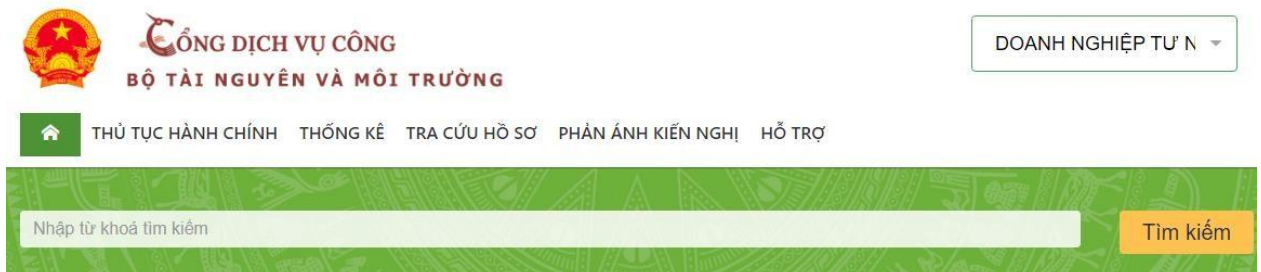 CỔNG DỊCH VỤ CÔNG
BỘ TÀI NGUYÊN VÀ MÔI TRƯỜNG
DOANH NGHIỆP TƯ N
THỦ TỤC HÀNH CHÍNH THỐNG KÊ TRA CỨU HỒ SƠ PHẢN ÁNH KIẾN NGHỊ HỖ TRỢ
Nhập từ khoá tìm kiếm
Tìm kiếm